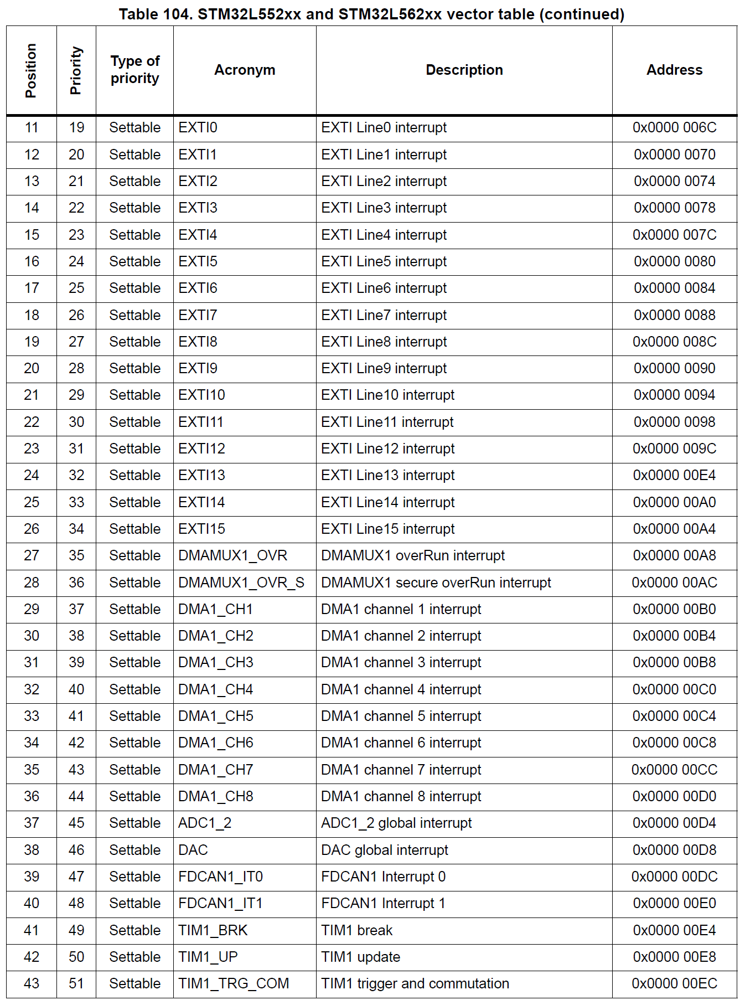 Table 104. STM32L552xx and STM32L562xx vector table (continued)
Position Priority Type of priority Acronym Description Address
11 19 Settable EXTI0 EXTI Line0 interrupt 0x0000 006C
12 20 Settable EXTI1 EXTI Line1 interrupt 0x0000 0070
13 21 Settable EXTI2 EXTI Line2 interrupt 0x0000 0074
14 22 Settable EXTI3 EXTI Line3 interrupt 0x0000 0078
15 23 Settable EXTI4 EXTI Line4 interrupt 0x0000 007C
16 24 Settable EXTI5 EXTI Line5 interrupt 0x0000 0080
17 25 Settable EXTI6 EXTI Line6 interrupt 0x0000 0084
18 26 Settable EXTI7 EXTI Line7 interrupt 0x0000 0088
19 27 Settable EXTI8 EXTI Line8 interrupt 0x0000 008C
20 28 Settable EXTI9 EXTI Line9 interrupt 0x0000 0090
21 29 Settable EXTI10 EXTI Line10 interrupt 0x0000 0094
22 30 Settable EXTI11 EXTI Line11 interrupt 0x0000 0098
23 31 Settable EXTI12 EXTI Line12 interrupt 0x0000 009C
24 32 Settable EXTI13 EXTI Line13 interrupt 0x0000 00E4
25 33 Settable EXTI14 EXTI Line14 interrupt 0x0000 00A0
26 34 Settable EXTI15 EXTI Line15 interrupt 0x0000 00A4
27 35 Settable DMAMUX1_OVR DMAMUX1 overRun interrupt 0x0000 00A8
28 36 Settable DMAMUX1_OVR_S DMAMUX1 secure overRun interrupt 0x0000 00AC
29 37 Settable DMA1_CH1 DMA1 channel 1 interrupt 0x0000 00B0
30 38 Settable DMA1_CH2 DMA1 channel 2 interrupt 0x0000 00B4
31 39 Settable DMA1_CH3 DMA1 channel 3 interrupt 0x0000 00B8
32 40 Settable DMA1_CH4 DMA1 channel 4 interrupt 0x0000 00C0
33 41 Settable DMA1_CH5 DMA1 channel 5 interrupt 0x0000 00C4
34 42 Settable DMA1_CH6 DMA1 channel 6 interrupt 0x0000 00C8
35 43 Settable DMA1_CH7 DMA1 channel 7 interrupt 0x0000 00CC
36 44 Settable DMA1_CH8 DMA1 channel 8 interrupt 0x0000 00D0
37 45 Settable ADC1_2 ADC1_2 global interrupt 0x0000 00D4
38 46 Settable DAC DAC global interrupt 0x0000 00D8
39 47 Settable FDCAN1_IT0 FDCAN1 Interrupt 0 0x0000 00DC
40 48 Settable FDCAN1_IT1 FDCAN1 Interrupt 1 0x0000 00E0
41 49 Settable TIM1_BRK TIM1 break 0x0000 00E4
42 50 Settable TIM1_UP TIM1 update 0x0000 00E8
43 51 Settable TIM1_TRG_COM TIM1 trigger and commutation 0x0000 00EC